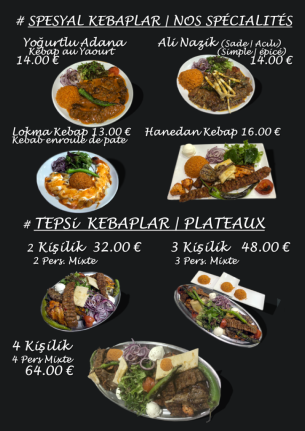 # SPESYAL KEBAPLAR | NOS SPÉCIALITÉS
Yoğurtlu Adana
Kebap au Yaourt
14.00 €
Ali Nazik (Sade | Acılı)
(Simple | épicé)
14.00 €
Lokma Kebap 13.00 €
Kebab enroule de pate
Hanedan Kebap 16.00 €
# TEPSİ KEBAPLAR | PLATEAUX
2 Kişilik 32.00 €
2 Pers. Mixte
3 Kişilik 48.00 €
3 Pers. Mixte
4 Kişilik
4 Pers Mixte
64.00 €